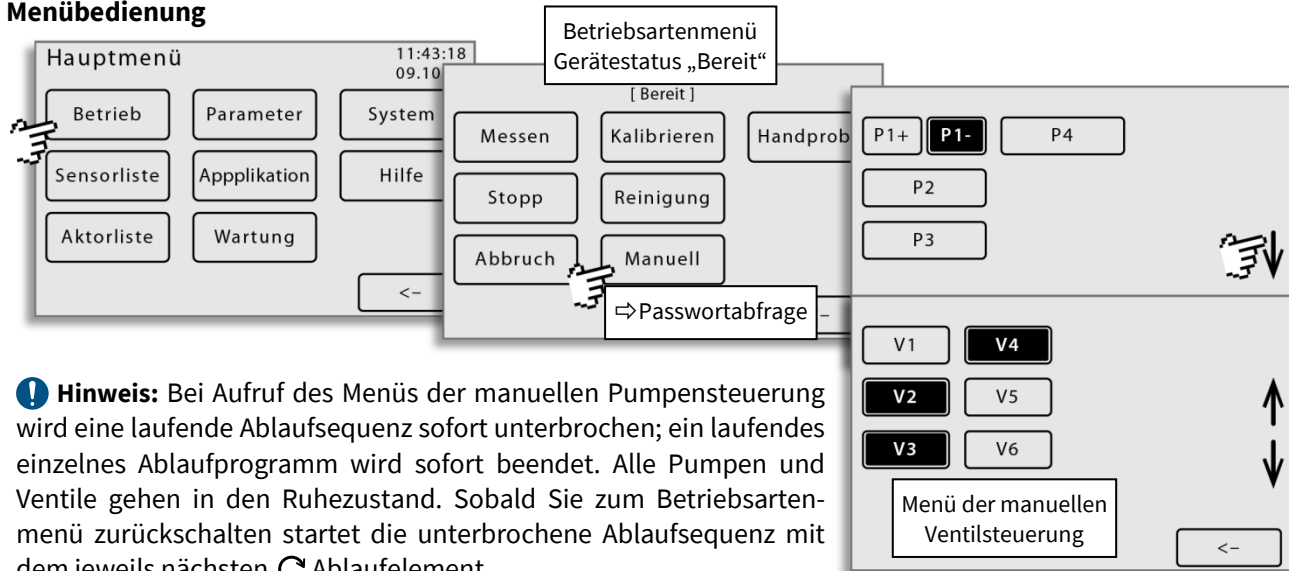 Menübedienung
Hauptmenü
11:43:18
09.10
Betrieb
Parameter
System
Sensorliste
Appplikation
Hilfe
Aktorliste
Wartung
<–
Betriebsartenmenü
Gerätestatus „Bereit“
[ Bereit ]
Messen
Kalibrieren
Handprob
Stopp
Reinigung
Abbruch
Manuell
⇨Passwortabfrage
–
P1+
P1-
P4
P2
P3
V1
V4
V2
V5
V3
V6
Menü der manuellen
Ventilsteuerung
<–
Hinweis: Bei Aufruf des Menüs der manuellen Pumpensteuerung
wird eine laufende Ablaufsequenz sofort unterbrochen; ein laufendes
einzelnes Ablaufprogramm wird sofort beendet. Alle Pumpen und
Ventile gehen in den Ruhezustand. Sobald Sie zum Betriebsarten-
menü zurückschalten startet die unterbrochene Ablaufsequenz mit
dem jeweils nächsten Ablaufelement